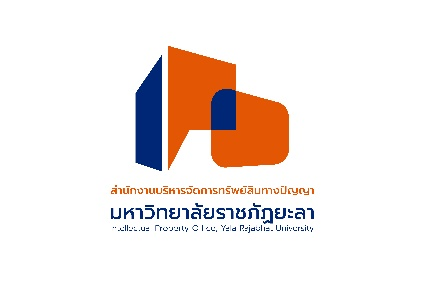 สำนักงานบริหารจัดการทรัพย์สินทางปัญญา
มหาวิทยาลัยราชภัฏยะลา
Intellectual Property Office, Yala Rajabhat University